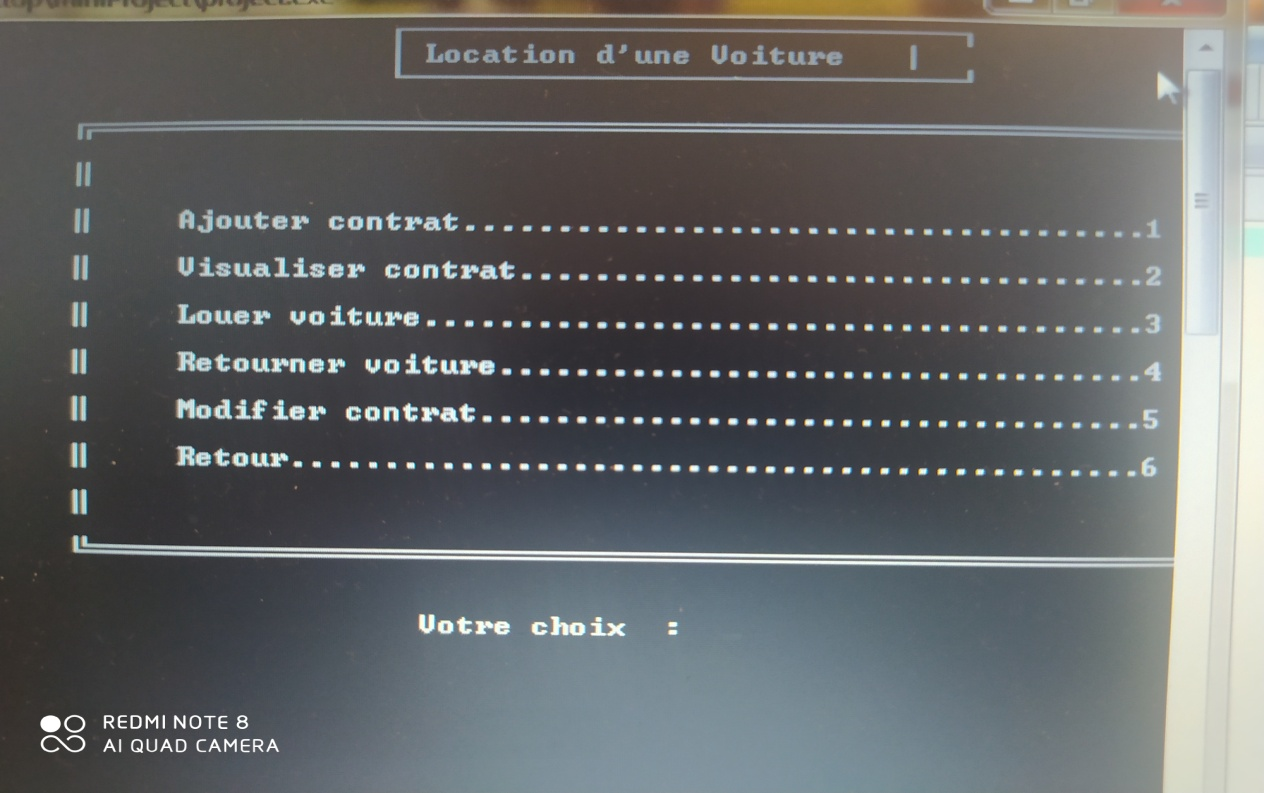 Location d'une Voiture
Ajouter contrat....................................1
Visualiser contrat.................................2
Louer voiture......................................3
Retourner voiture..................................4
Modifier contrat...................................5
Retour.............................................6
Votre choix :
REDMI NOTE 8
AI QUAD CAMERA